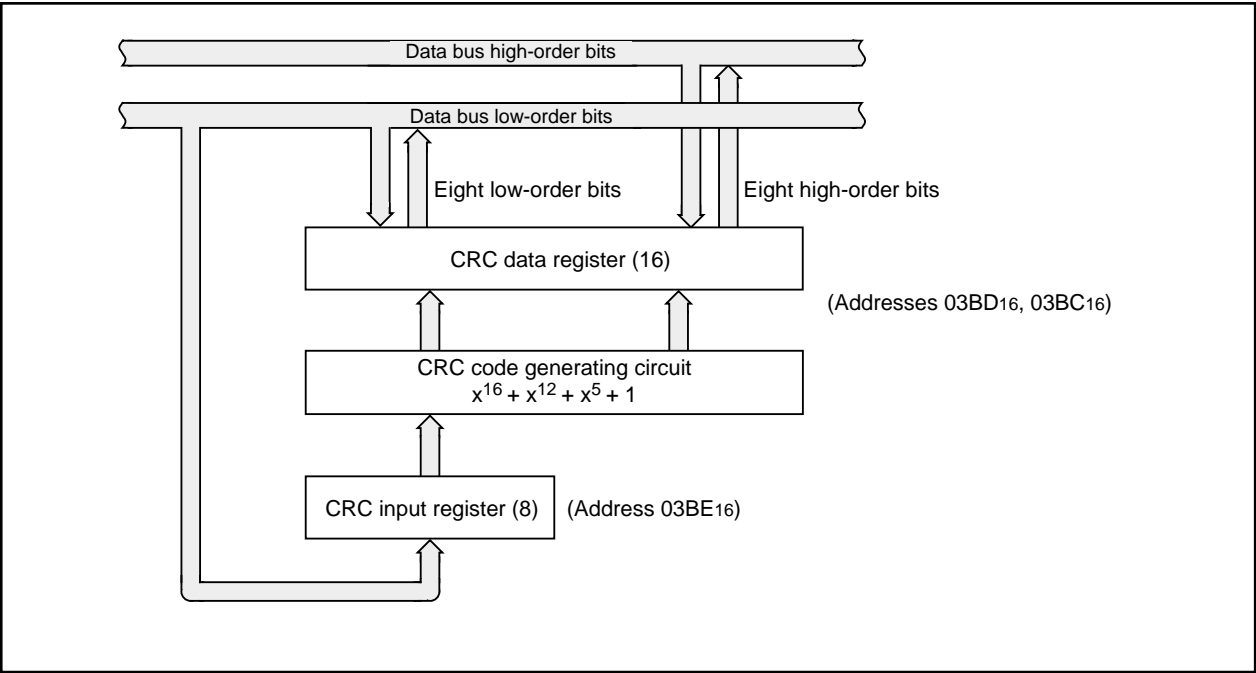 Data bus high-order bits
Data bus low-order bits
Eight low-order bits
Eight high-order bits
CRC data register (16)
(Addresses 03BD16, 03BC16)
CRC code generating circuit
x16 + x12 + x5 + 1
CRC input register (8)
(Address 03BE16)